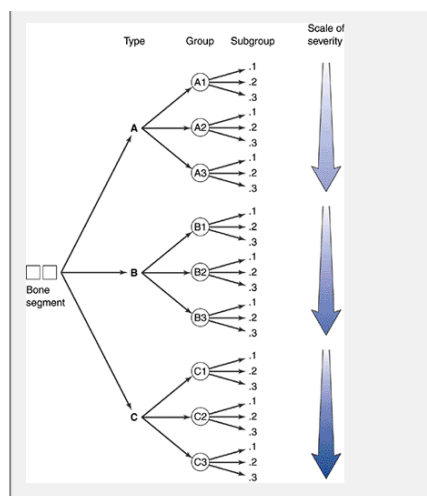 Type Group Subgroup Scale of
severity
.1
A1 .2
.3
.1
A A2 .2
.3
.1
A3 .2
.3
.1
B1 .2
.3
.1
Bone
segment
B B2 .2
.3
.1
B3 .2
.3
.1
C1 .2
.3
.1
C C2 .2
.3
.1
C3 .2
.3